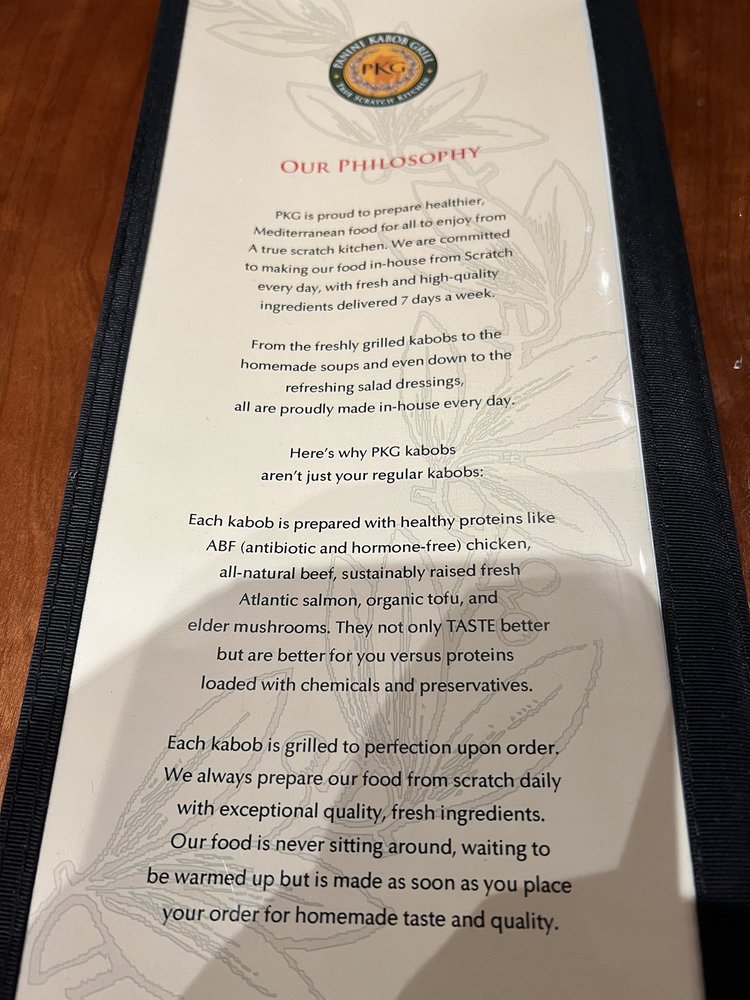 PANINI KABOB GRILL
PKG
TRUE SCRATCH KITCHEN
OUR PHILOSOPHY
PKG is proud to prepare healthier,
Mediterranean food for all to enjoy from
A true scratch kitchen. We are committed
to making our food in-house from Scratch
every day, with fresh and high-quality
ingredients delivered 7 days a week.
From the freshly grilled kabobs to the
homemade soups and even down to the
refreshing salad dressings,
all are proudly made in-house every day.
Here's why PKG kabobs
aren't just your regular kabobs:
Each kabob is prepared with healthy proteins like
ABF (antibiotic and hormone-free) chicken,
all-natural beef, sustainably raised fresh
Atlantic salmon, organic tofu, and
elder mushrooms. They not only TASTE better
but are better for you versus proteins
loaded with chemicals and preservatives.
Each kabob is grilled to perfection upon order.
We always prepare our food from scratch daily
with exceptional quality, fresh ingredients.
Our food is never sitting around, waiting to
be warmed up but is made as soon as you place
your order for homemade taste and quality.